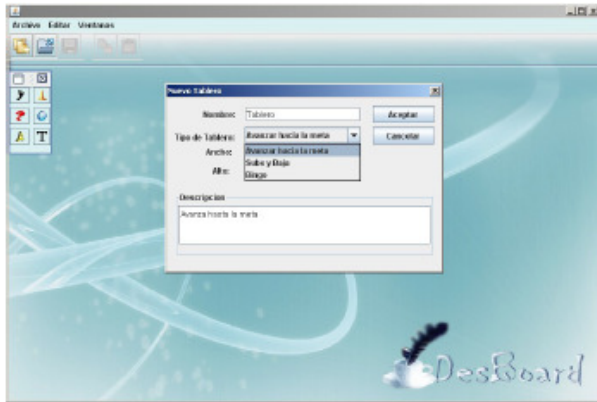 Archivo Editar Ventanas
Nuevo Tablero
Nombre: Tablero Aceptar
Tipo de Tablero: Avanzar hacia la meta Cancelar
Ancho: Avanzar hacia la meta
Sube y Baja
Alto: Bingo
Descripcion
Avanza hacia la meta
DesBoard
T